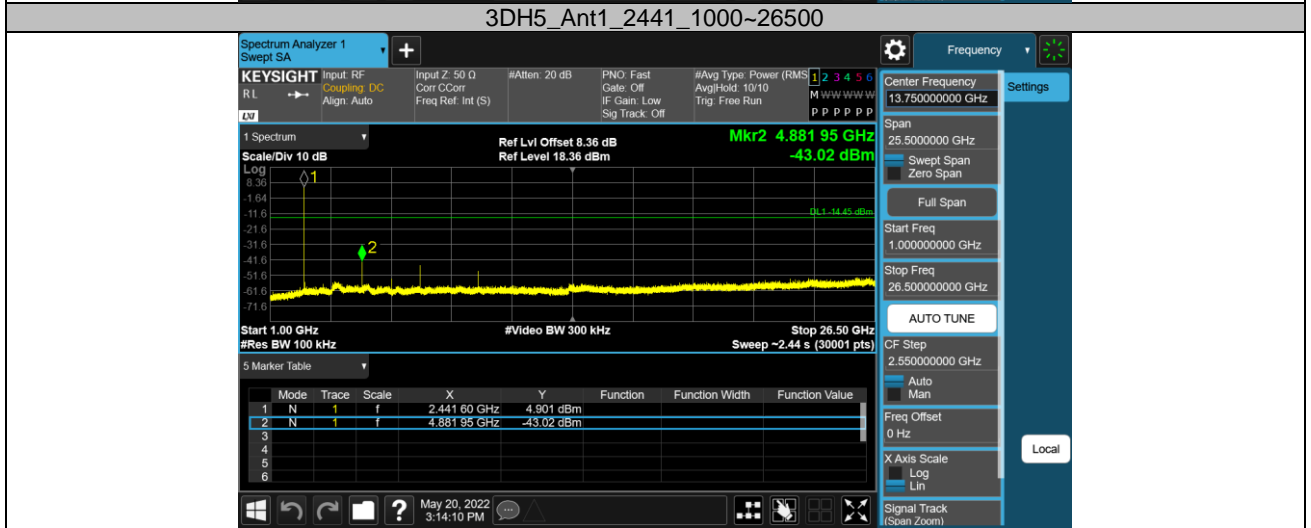 3DH5_Ant1_2441_1000~26500
Spectrum Analyzer 1
Swept SA
+
Frequency
KEYSIGHT
RL
LXI
Input: RF
Coupling: DC
Align: Auto
Input Z: 50 Ω
Corr CCorr
Freq Ref: Int (S)
#Atten: 20 dB
PNO: Fast
Gate: Off
IF Gain: Low
Sig Track: Off
#Avg Type: Power (RMS
Avg|Hold: 10/10
Trig: Free Run
1 2 3 4 5 6
M W W W W W
P P P P P P
Center Frequency
13.750000000 GHz
Settings
Span
25.5000000 GHz
Swept Span
Zero Span
Full Span
Start Freq
1.000000000 GHz
Stop Freq
26.500000000 GHz
AUTO TUNE
CF Step
2.550000000 GHz
Auto
Man
Freq Offset
0 Hz
X Axis Scale
Log
Lin
Signal Track
(Span Zoom)
Local
1 Spectrum
Scale/Div 10 dB
Ref Lvl Offset 8.36 dB
Ref Level 18.36 dBm
Mkr2 4.881 95 GHz
-43.02 dBm
Log
8.36
-1.64
-11.6
-21.6
-31.6
-41.6
-51.6
-61.6
-71.6
1
2
DL1 -14.45 dBm
Start 1.00 GHz
#Res BW 100 kHz
#Video BW 300 kHz
Stop 26.50 GHz
Sweep ~2.44 s (30001 pts)
5 Marker Table
Mode Trace Scale X Y Function Function Width Function Value
1 N 1 f 2.441 60 GHz 4.901 dBm
2 N 1 f 4.881 95 GHz -43.02 dBm
3
4
5
6
?
May 20, 2022
3:14:10 PM